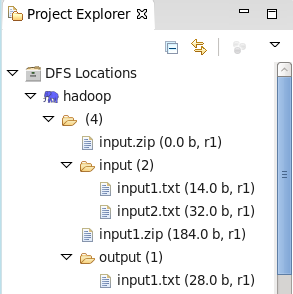 Project Explorer
DFS Locations
hadoop
(4)
input.zip (0.0 b, r1)
input (2)
input1.txt (14.0 b, r1)
input2.txt (32.0 b, r1)
input1.zip (184.0 b, r1)
output (1)
input1.txt (28.0 b, r1)